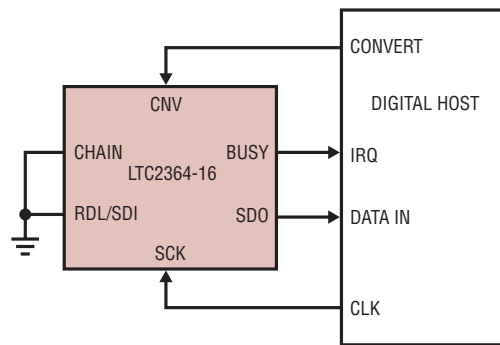 CONVERT
CNV
DIGITAL HOST
CHAIN
BUSY
IRQ
LTC2364-16
RDL/SDI
SDO
DATA IN
SCK
CLK